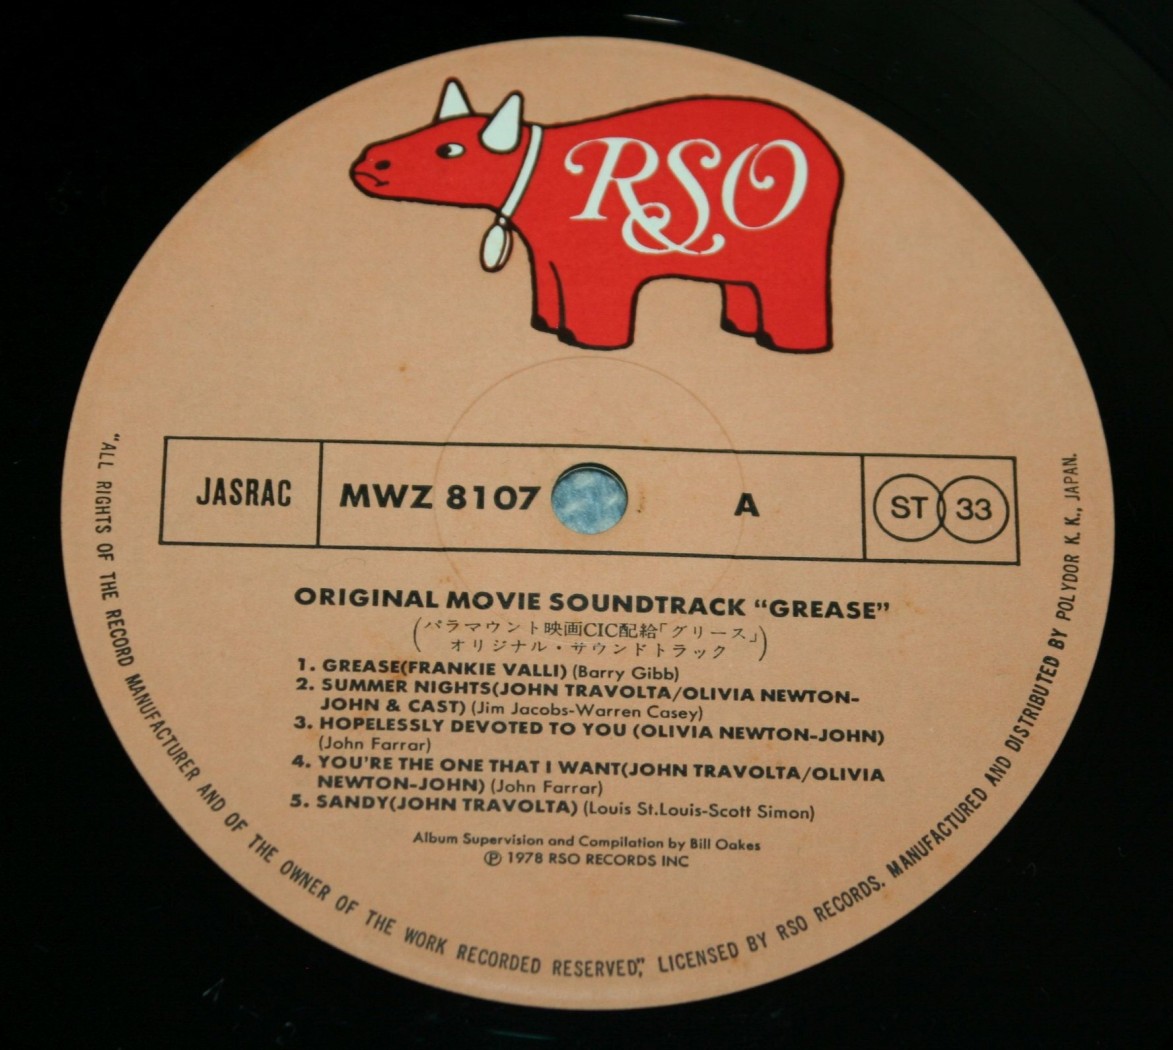 RSO
JASRAC
MWZ 8107
A
ST 33
ORIGINAL MOVIE SOUNDTRACK “GREASE”
(パラマウント映画CIC配給「グリース」
オリジナル・サウンドトラック)
1. GREASE(FRANKIE VALLI) (Barry Gibb)
2. SUMMER NIGHTS(JOHN TRAVOLTA/OLIVIA NEWTON-
JOHN & CAST) (Jim Jacobs-Warren Casey)
3. HOPELESSLY DEVOTED TO YOU (OLIVIA NEWTON-JOHN)
(John Farrar)
4. YOU'RE THE ONE THAT I WANT(JOHN TRAVOLTA/OLIVIA
NEWTON-JOHN) (John Farrar)
5. SANDY(JOHN TRAVOLTA) (Louis St.Louis-Scott Simon)
Album Supervision and Compilation by Bill Oakes
Ⓟ 1978 RSO RECORDS INC
“ALL RIGHTS OF THE RECORD MANUFACTURER AND OF THE OWNER OF THE WORK RECORDED RESERVED”, LICENSED BY RSO RECORDS. MANUFACTURED AND DISTRIBUTED BY POLYDOR K. K., JAPAN.